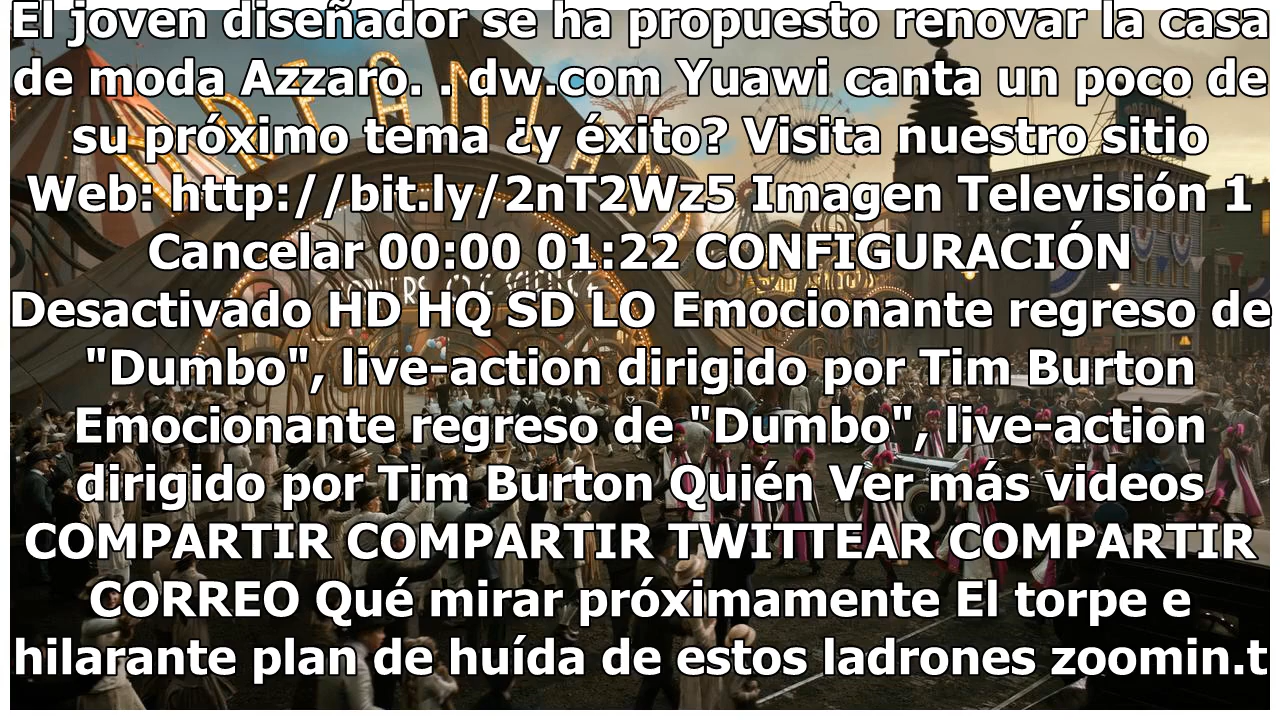 El joven diseñador se ha propuesto renovar la casa
de moda Azzaro. . dw.com Yuawi canta un poco de
su próximo tema ¿y éxito? Visita nuestro sitio
Web: http://bit.ly/2nT2Wz5 Imagen Televisión 1
Cancelar 00:00 01:22 CONFIGURACIÓN
Desactivado HD HQ SD LO Emocionante regreso de
"Dumbo", live-action dirigido por Tim Burton
Emocionante regreso de "Dumbo", live-action
dirigido por Tim Burton Quién Ver más videos
COMPARTIR COMPARTIR TWITTEAR COMPARTIR
CORREO Qué mirar próximamente El torpe e
hilarante plan de huída de estos ladrones zoomin.t
DREAMLAND